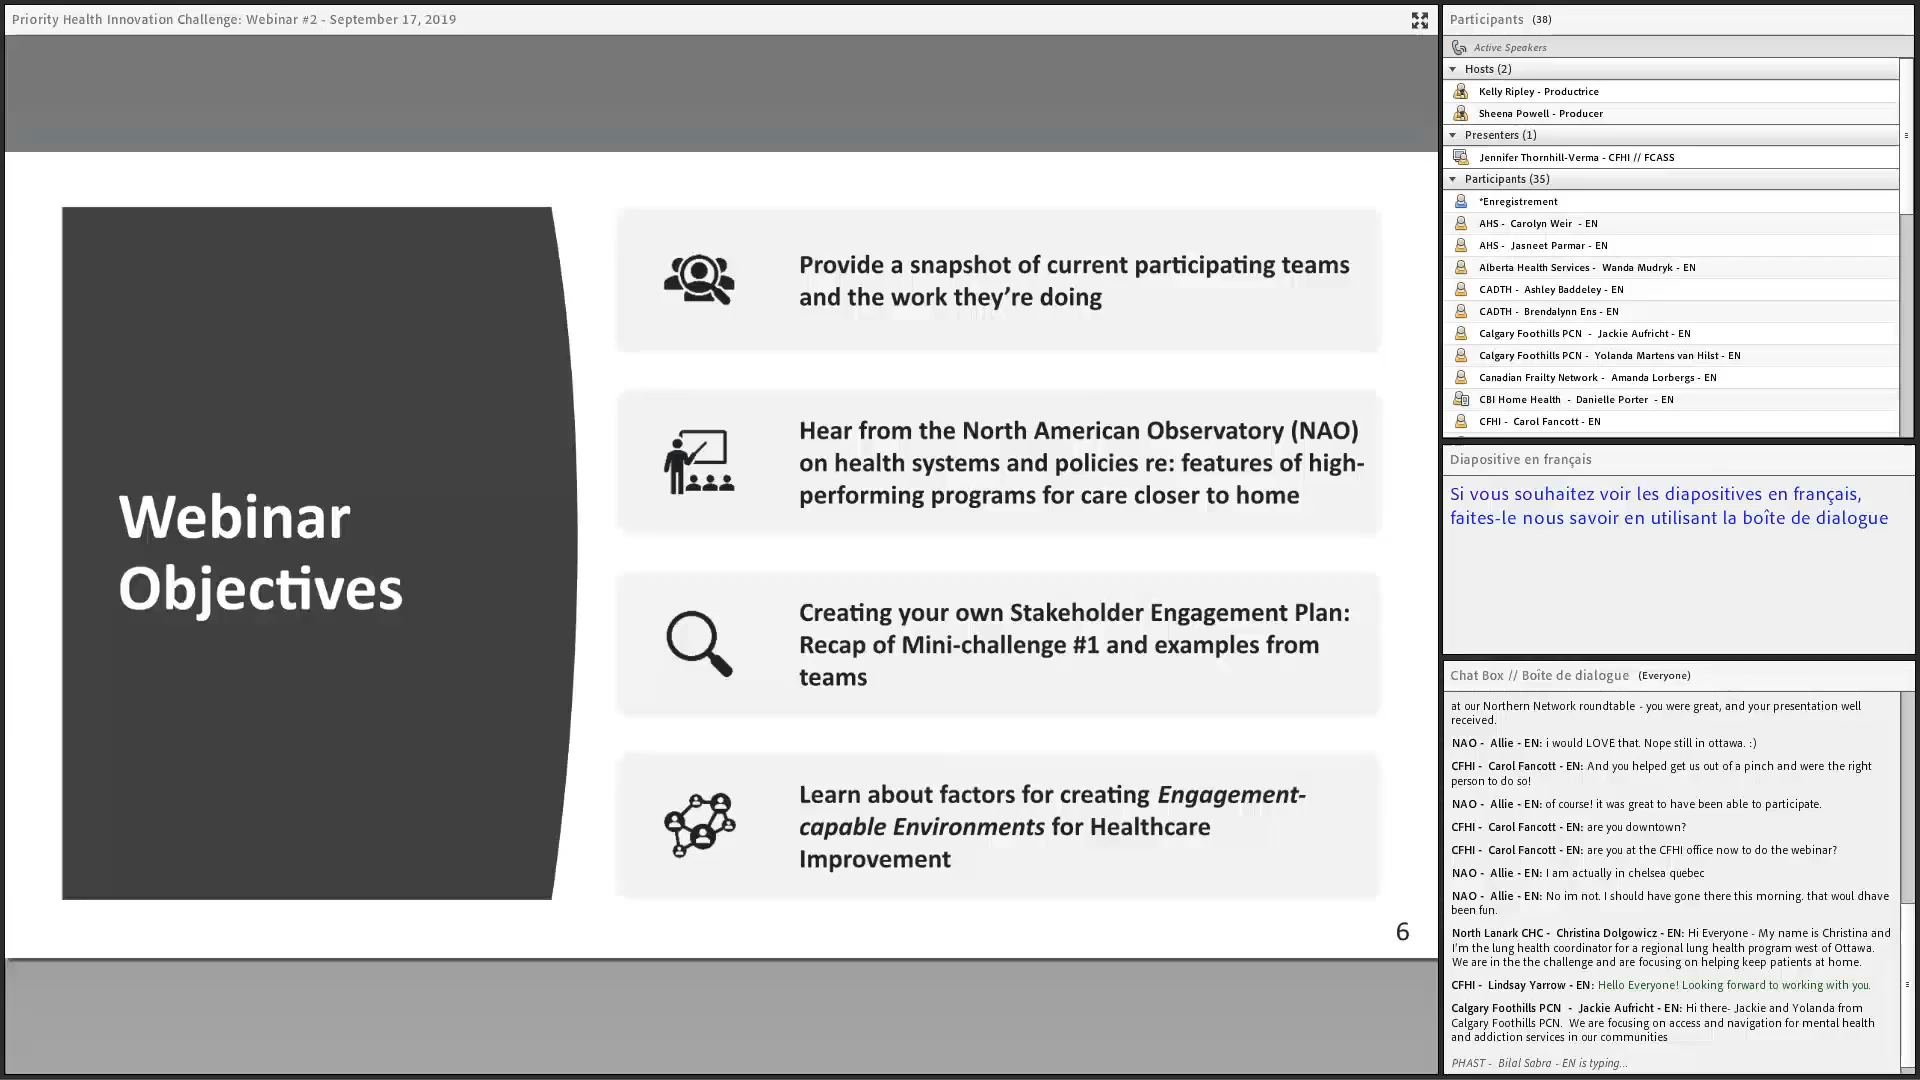 Priority Health Innovation Challenge: Webinar #2 - September 17, 2019
Webinar
Objectives
Provide a snapshot of current participating teams
and the work they're doing
Hear from the North American Observatory (NAO)
on health systems and policies re: features of high-
performing programs for care closer to home
Creating your own Stakeholder Engagement Plan:
Recap of Mini-challenge #1 and examples from
teams
Learn about factors for creating Engagement-
capable Environments for Healthcare
Improvement
6
Participants (38)
Active Speakers
Hosts (2)
Kelly Ripley - Productrice
Sheena Powell - Producer
Presenters (1)
Jennifer Thornhill-Verma - CFHI // FCASS
Participants (35)
*Enregistrement
AHS - Carolyn Weir - EN
AHS - Jasneet Parmar - EN
Alberta Health Services - Wanda Mudryk - EN
CADTH - Ashley Baddeley - EN
CADTH - Brendalynn Ens - EN
Calgary Foothills PCN - Jackie Aufricht - EN
Calgary Foothills PCN - Yolanda Martens van Hilst - EN
Canadian Frailty Network - Amanda Lorbergs - EN
CBI Home Health - Danielle Porter - EN
CFHI - Carol Fancott - EN
Diapositive en français
Si vous souhaitez voir les diapositives en français,
faites-le nous savoir en utilisant la boîte de dialogue
Chat Box // Boîte de dialogue (Everyone)
at our Northern Network roundtable - you were great, and your presentation well
received.
NAO - Allie - EN: i would LOVE that. Nope still in ottawa. :)
CFHI - Carol Fancott - EN: And you helped get us out of a pinch and were the right
person to do so!
NAO - Allie - EN: of course! it was great to have been able to participate.
CFHI - Carol Fancott - EN: are you downtown?
CFHI - Carol Fancott - EN: are you at the CFHI office now to do the webinar?
NAO - Allie - EN: I am actually in chelsea quebec
NAO - Allie - EN: No im not. I should have gone there this morning. that woul dhave
been fun.
North Lanark CHC - Christina Dolgowicz - EN: Hi Everyone - My name is Christina and
I'm the lung health coordinator for a regional lung health program west of Ottawa.
We are in the the challenge and are focusing on helping keep patients at home.
CFHI - Lindsay Yarrow - EN: Hello Everyone! Looking forward to working with you.
Calgary Foothills PCN - Jackie Aufricht - EN: Hi there- Jackie and Yolanda from
Calgary Foothills PCN. We are focusing on access and navigation for mental health
and addiction services in our communities
PHAST - Bilal Sabra - EN is typing...